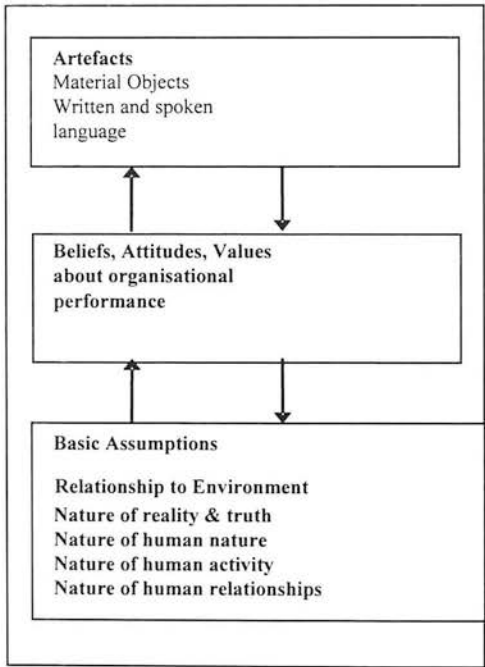 Artefacts
Material Objects
Written and spoken
language
Beliefs, Attitudes, Values
about organisational
performance
Basic Assumptions
Relationship to Environment
Nature of reality & truth
Nature of human nature
Nature of human activity
Nature of human relationships